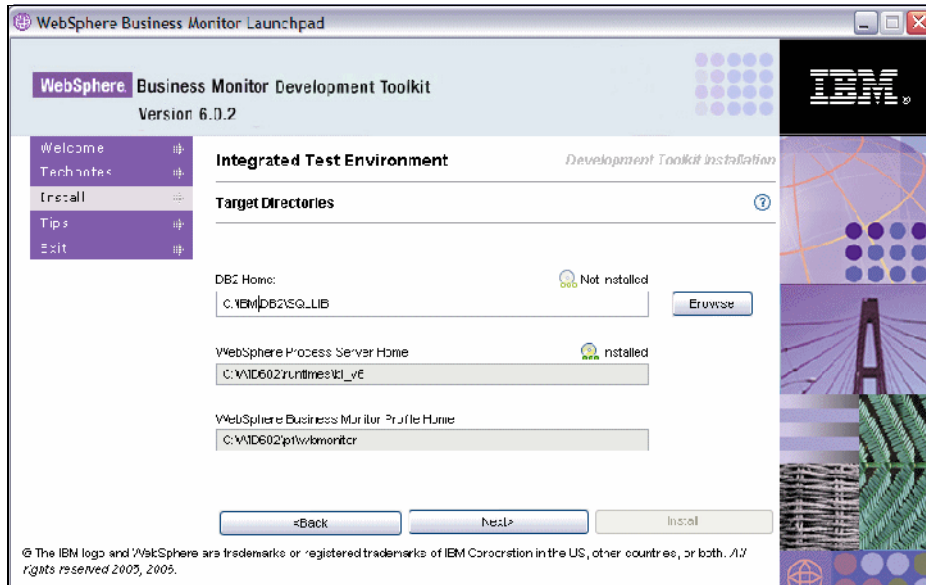 WebSphere Business Monitor Launchpad
WebSphere. Business Monitor Development Toolkit
Version 6.0.2
IBM
Welcome
Technotes
Install
Tips
Exit
Integrated Test Environment
Development Toolkit Installation
Target Directories
?
DB2 Home:
Not Installed
C:\IBM\DB2\SQLLIB
Browse
WebSphere Process Server Home
Installed
C:\WID602\runtimes\bi_v6
WebSphere Business Monitor Profile Home
C:\WID602\pf\wbmonitor
<Back
Next>
Install
© The IBM logo and WebSphere are trademarks or registered trademarks of IBM Corporation in the US, other countries, or both. All
rights reserved 2005, 2006.